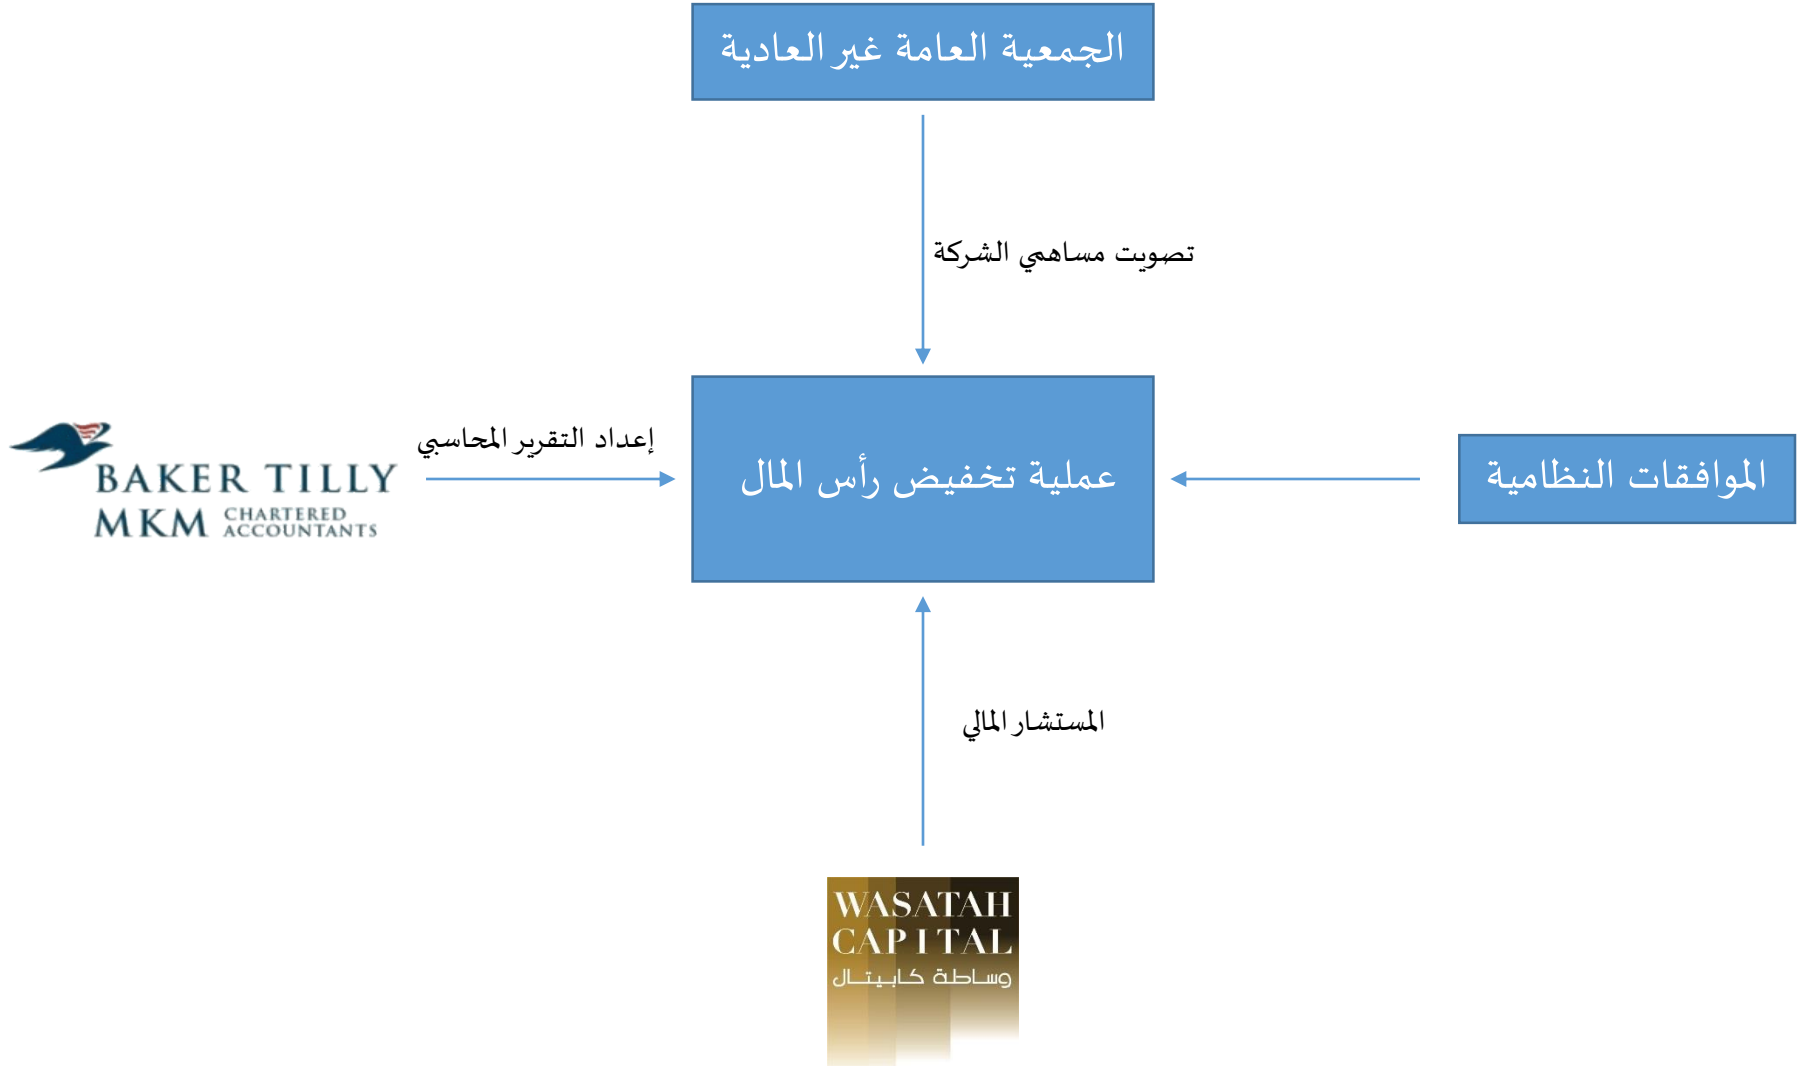 الجمعية العامة غير العادية
تصويت مساهمي الشركة
الموافقات النظامية
عملية تخفيض رأس المال
إعداد التقرير المحاسبي
BAKER TILLY
MKM CHARTERED ACCOUNTANTS
المستشار المالي
WASATAH
CAPITAL
وساطة كابيتال